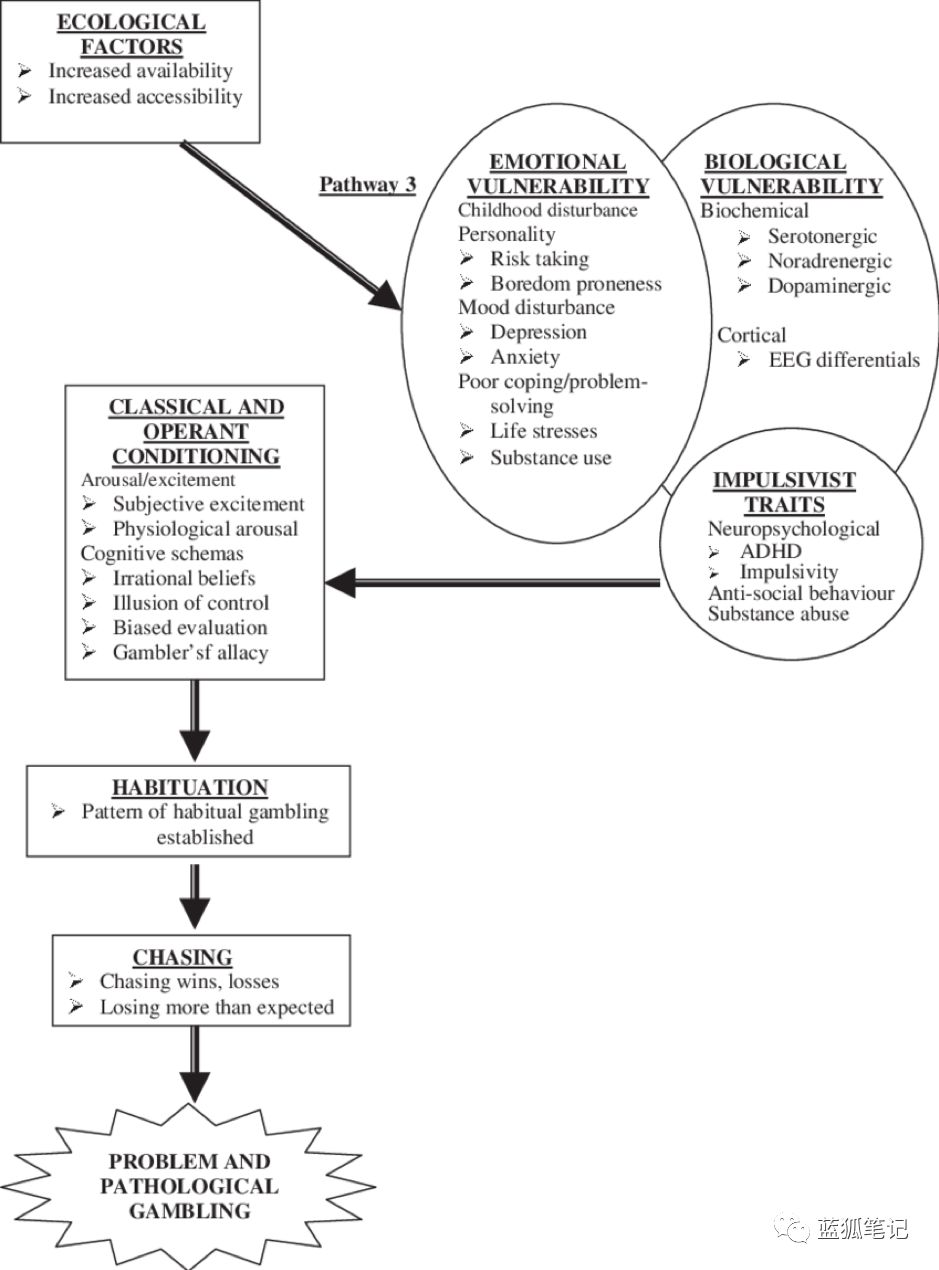 ECOLOGICAL
FACTORS
➢ Increased availability
➢ Increased accessibility
Pathway 3
EMOTIONAL
VULNERABILITY
Childhood disturbance
Personality
➢ Risk taking
➢ Boredom proneness
Mood disturbance
➢ Depression
➢ Anxiety
Poor coping/problem-
solving
➢ Life stresses
➢ Substance use
BIOLOGICAL
VULNERABILITY
Biochemical
➢ Serotonergic
➢ Noradrenergic
➢ Dopaminergic
Cortical
➢ EEG differentials
IMPULSIVIST
TRAITS
Neuropsychological
➢ ADHD
➢ Impulsivity
Anti-social behaviour
Substance abuse
CLASSICAL AND
OPERANT
CONDITIONING
Arousal/excitement
➢ Subjective excitement
➢ Physiological arousal
Cognitive schemas
➢ Irrational beliefs
➢ Illusion of control
➢ Biased evaluation
➢ Gambler'sf allacy
HABITUATION
➢ Pattern of habitual gambling
established
CHASING
➢ Chasing wins, losses
➢ Losing more than expected
PROBLEM AND
PATHOLOGICAL
GAMBLING
蓝狐笔记